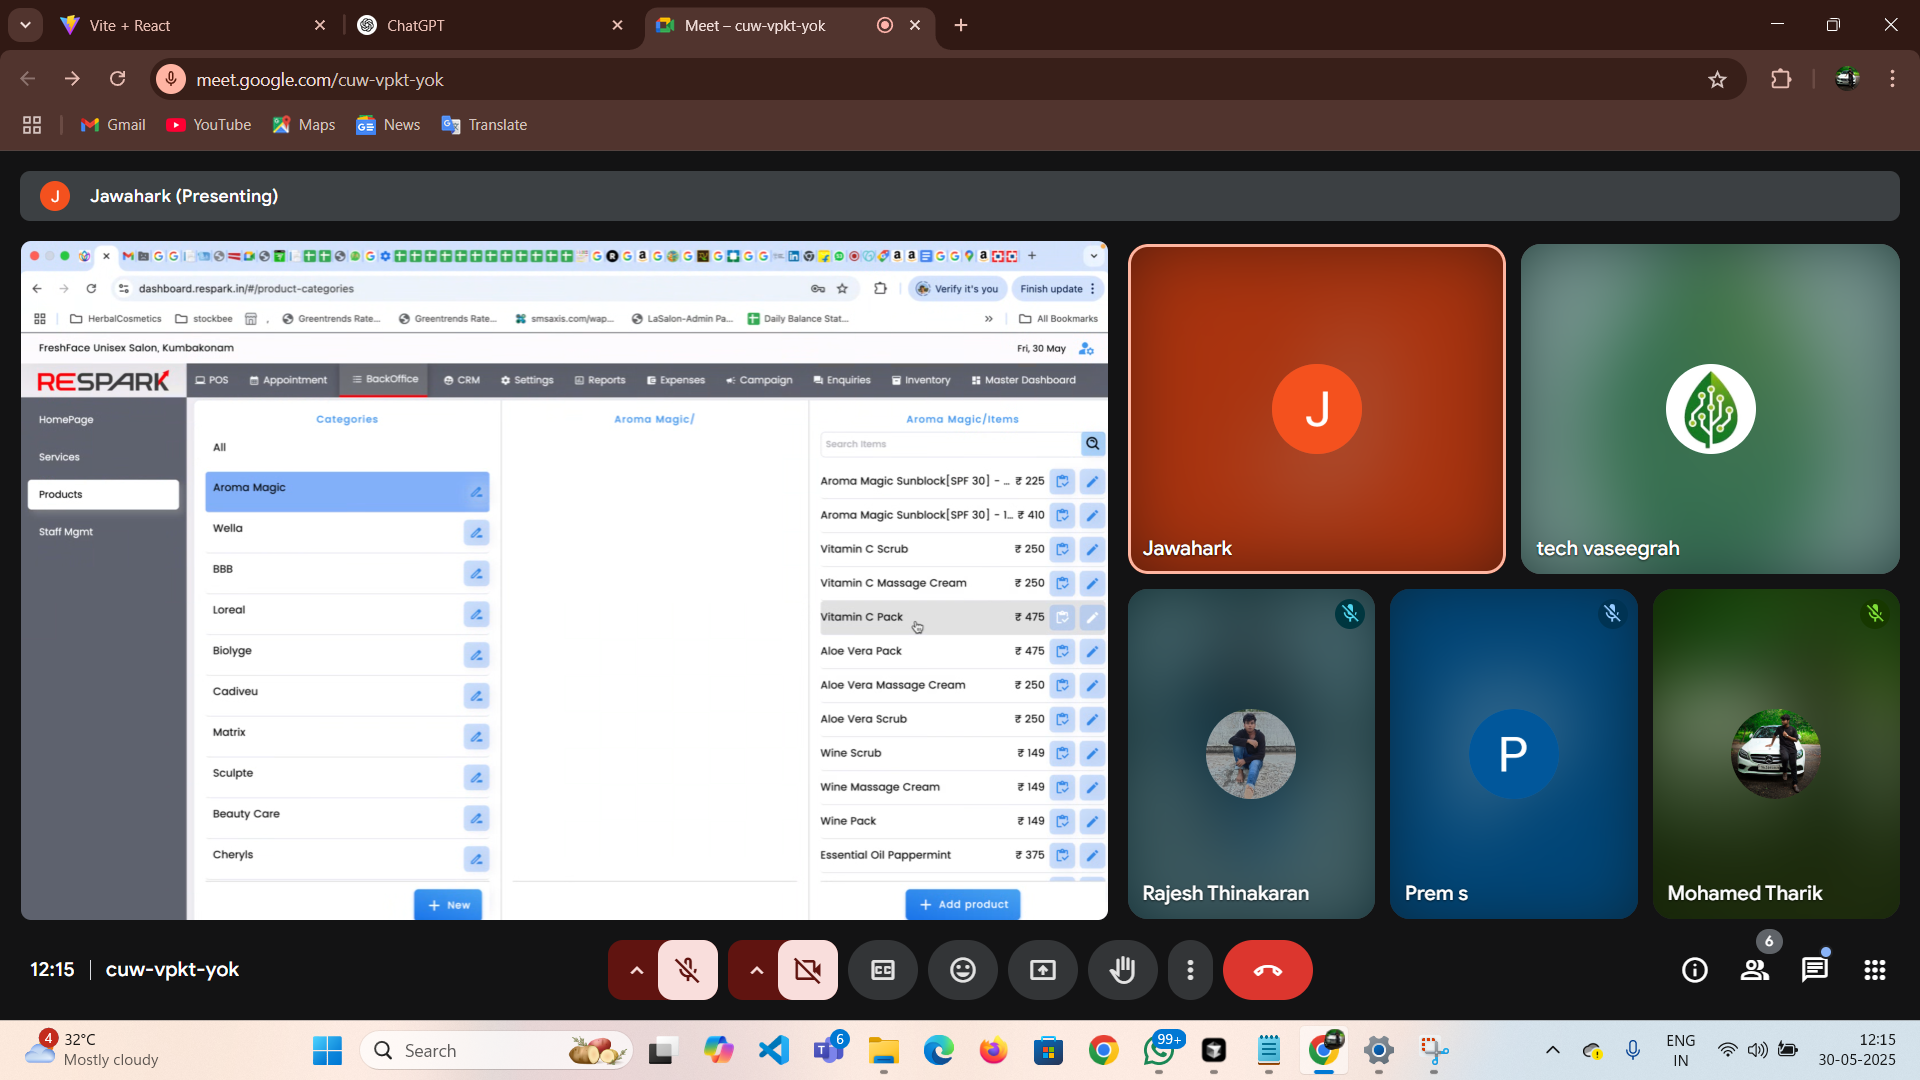 Vite + React
ChatGPT
Meet – cuw-vpkt-yok
meet.google.com/cuw-vpkt-yok
Gmail
YouTube
Maps
News
Translate
J
Jawahark (Presenting)
dashboard.respark.in/#/product-categories
Verify it's you
Finish update
HerbalCosmetics
stockbee
Greentrends Rate...
Greentrends Rate...
smsaxis.com/wap...
LaSalon-Admin Pa...
Daily Balance Stat...
»
All Bookmarks
FreshFace Unisex Salon, Kumbakonam
Fri, 30 May
RESPARK
POS
Appointment
BackOffice
CRM
Settings
Reports
Expenses
Campaign
Enquiries
Inventory
Master Dashboard
HomePage
Services
Products
Staff Mgmt
Categories
All
Aroma Magic
Wella
BBB
Loreal
Biolyge
Cadiveu
Matrix
Sculpte
Beauty Care
Cheryls
+ New
Aroma Magic/
Aroma Magic/Items
Search Items
Aroma Magic Sunblock[SPF 30] - ... ₹ 225
Aroma Magic Sunblock[SPF 30] - 1... ₹ 410
Vitamin C Scrub ₹ 250
Vitamin C Massage Cream ₹ 250
Vitamin C Pack ₹ 475
Aloe Vera Pack ₹ 475
Aloe Vera Massage Cream ₹ 250
Aloe Vera Scrub ₹ 250
Wine Scrub ₹ 149
Wine Massage Cream ₹ 149
Wine Pack ₹ 149
Essential Oil Pappermint ₹ 375
+ Add product
J
Jawahark
tech vaseegrah
Rajesh Thinakaran
P
Prem s
Mohamed Tharik
12:15
cuw-vpkt-yok
6
4
32°C
Mostly cloudy
Search
6
99+
ENG
IN
12:15
30-05-2025